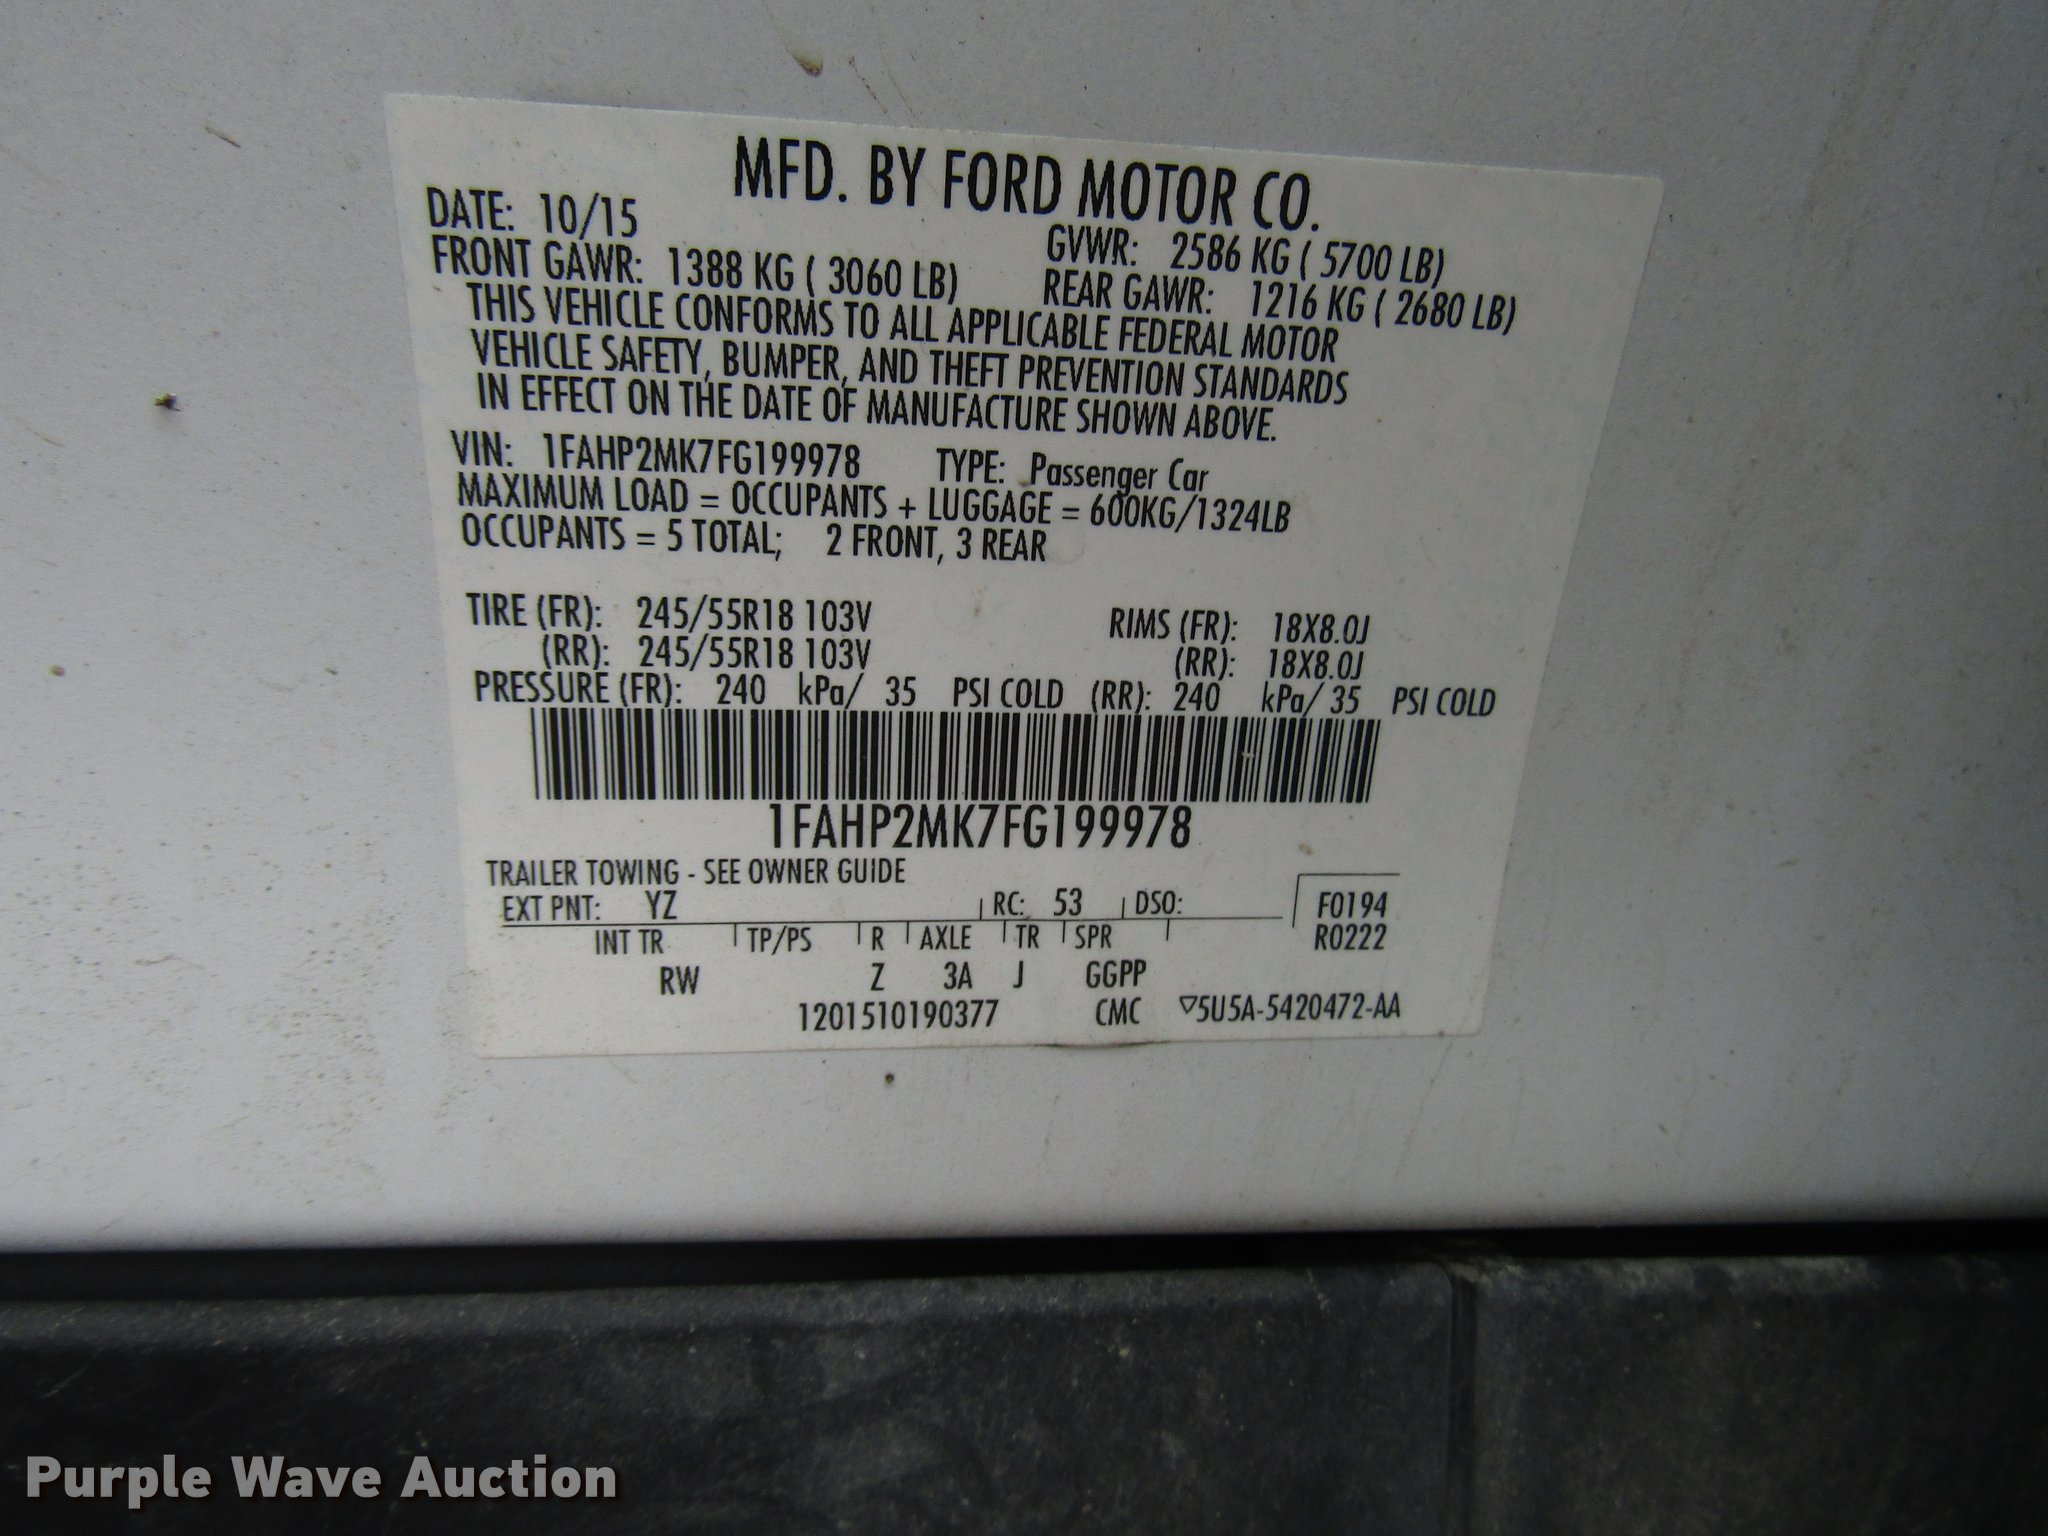 MFD. BY FORD MOTOR CO.
DATE: 10/15 GVWR: 2586 KG ( 5700 LB)
FRONT GAWR: 1388 KG ( 3060 LB) REAR GAWR: 1216 KG ( 2680 LB)
THIS VEHICLE CONFORMS TO ALL APPLICABLE FEDERAL MOTOR
VEHICLE SAFETY, BUMPER, AND THEFT PREVENTION STANDARDS
IN EFFECT ON THE DATE OF MANUFACTURE SHOWN ABOVE.
VIN: 1FAHP2MK7FG199978 TYPE: Passenger Car
MAXIMUM LOAD = OCCUPANTS + LUGGAGE = 600KG/1324LB
OCCUPANTS = 5 TOTAL; 2 FRONT, 3 REAR
TIRE (FR): 245/55R18 103V RIMS (FR): 18X8.0J
(RR): 245/55R18 103V (RR): 18X8.0J
PRESSURE (FR): 240 kPa/ 35 PSI COLD (RR): 240 kPa/ 35 PSI COLD
1FAHP2MK7FG199978
TRAILER TOWING - SEE OWNER GUIDE
EXT PNT: YZ RC: 53 DSO: F0194
INT TR TP/PS R AXLE TR SPR R0222
RW Z 3A J GGPP
1201510190377 CMC ▽5U5A-5420472-AA
Purple Wave Auction